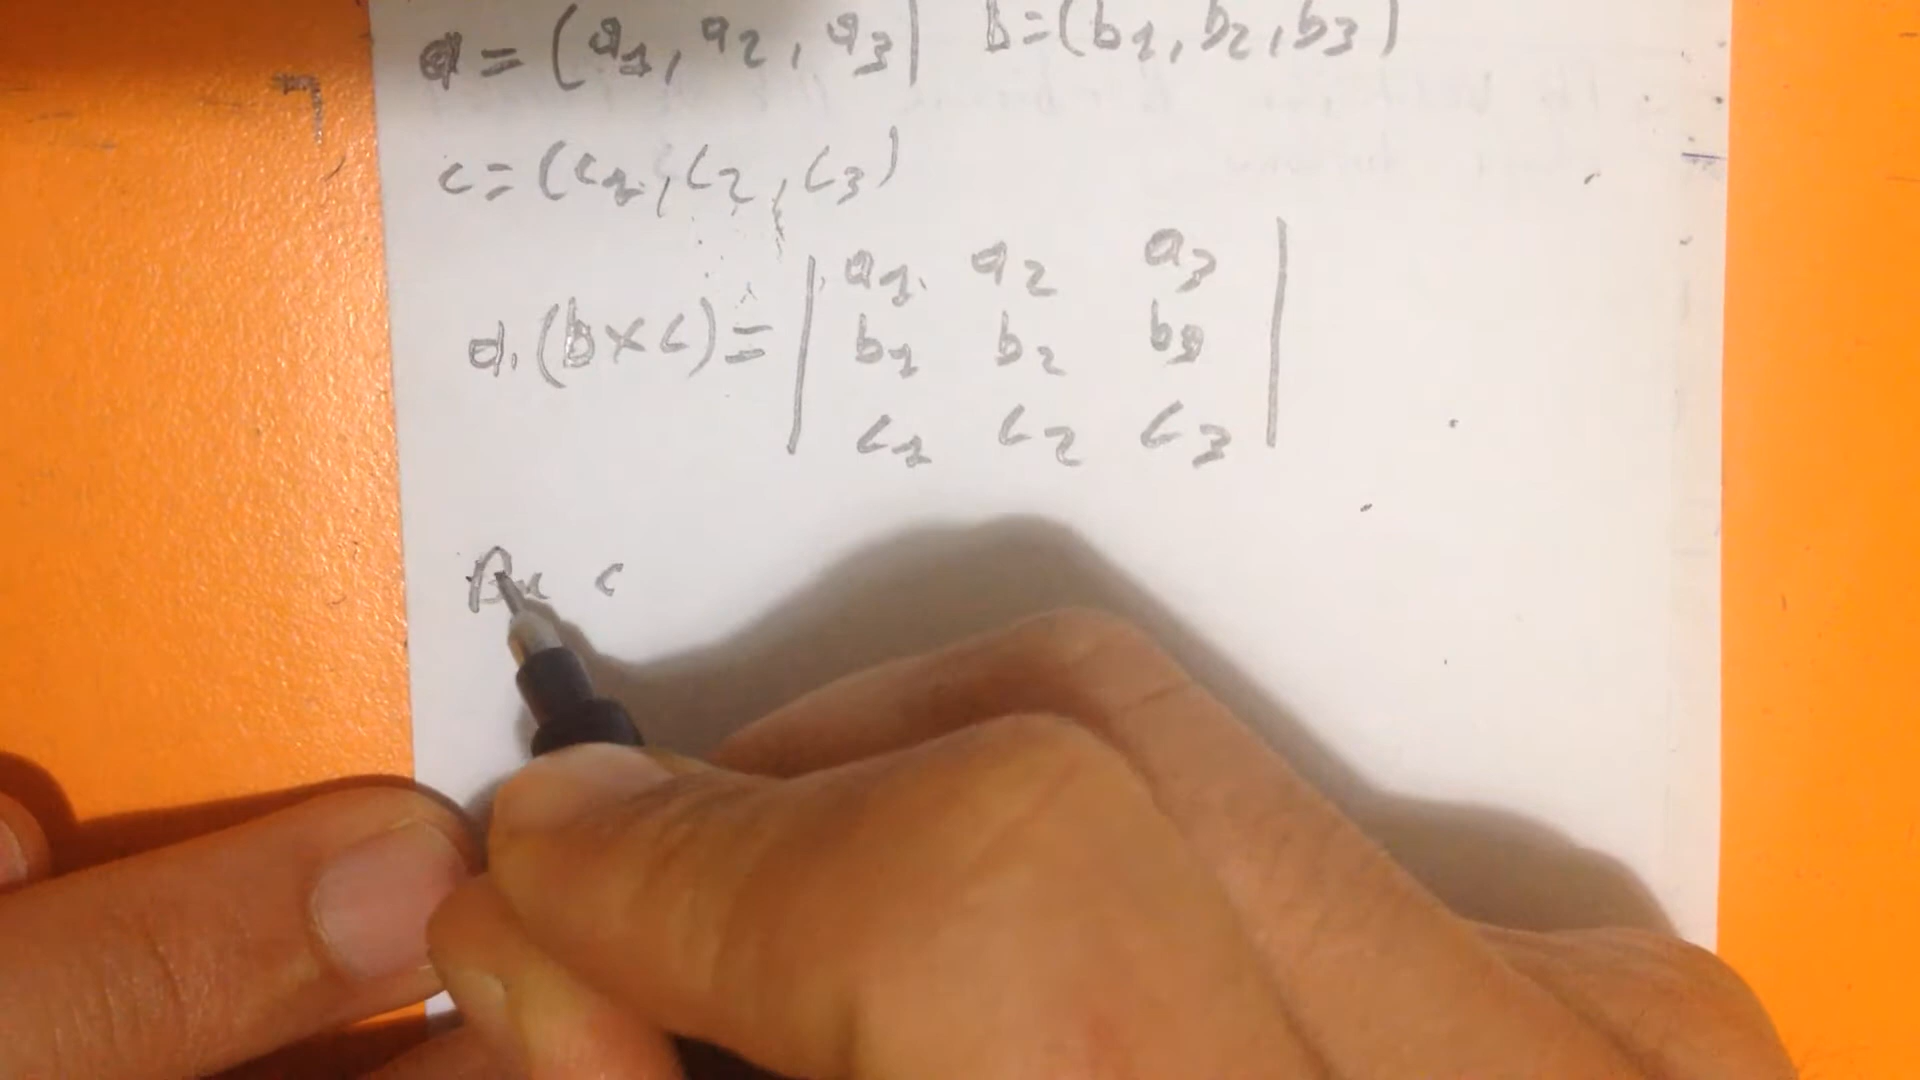 a = (a1, a2, a3) b=(b1, b2, b3)
c = (c1, c2, c3)
a. (b×c) = | a1 a2 a3 |
b1 b2 b3
c1 c2 c3
c